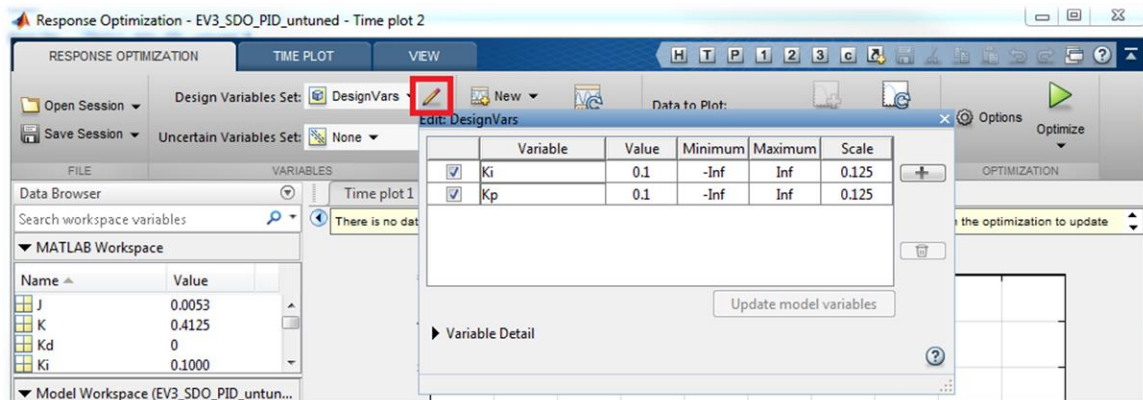 Response Optimization - EV3_SDO_PID_untuned - Time plot 2
RESPONSE OPTIMIZATION TIME PLOT VIEW H T P 1 2 3 c ?
Open Session Design Variables Set: DesignVars New Data to Plot: Options
Save Session Uncertain Variables Set: None Optimize
FILE VARIABLES OPTIMIZATION
Edit: DesignVars
Variable Value Minimum Maximum Scale
Ki 0.1 -Inf Inf 0.125
Kp 0.1 -Inf Inf 0.125
Update model variables
Variable Detail
?
Data Browser Time plot 1
Search workspace variables There is no dat the optimization to update
MATLAB Workspace
Name Value
J 0.0053
K 0.4125
Kd 0
Ki 0.1000
Model Workspace (EV3_SDO_PID_untun...